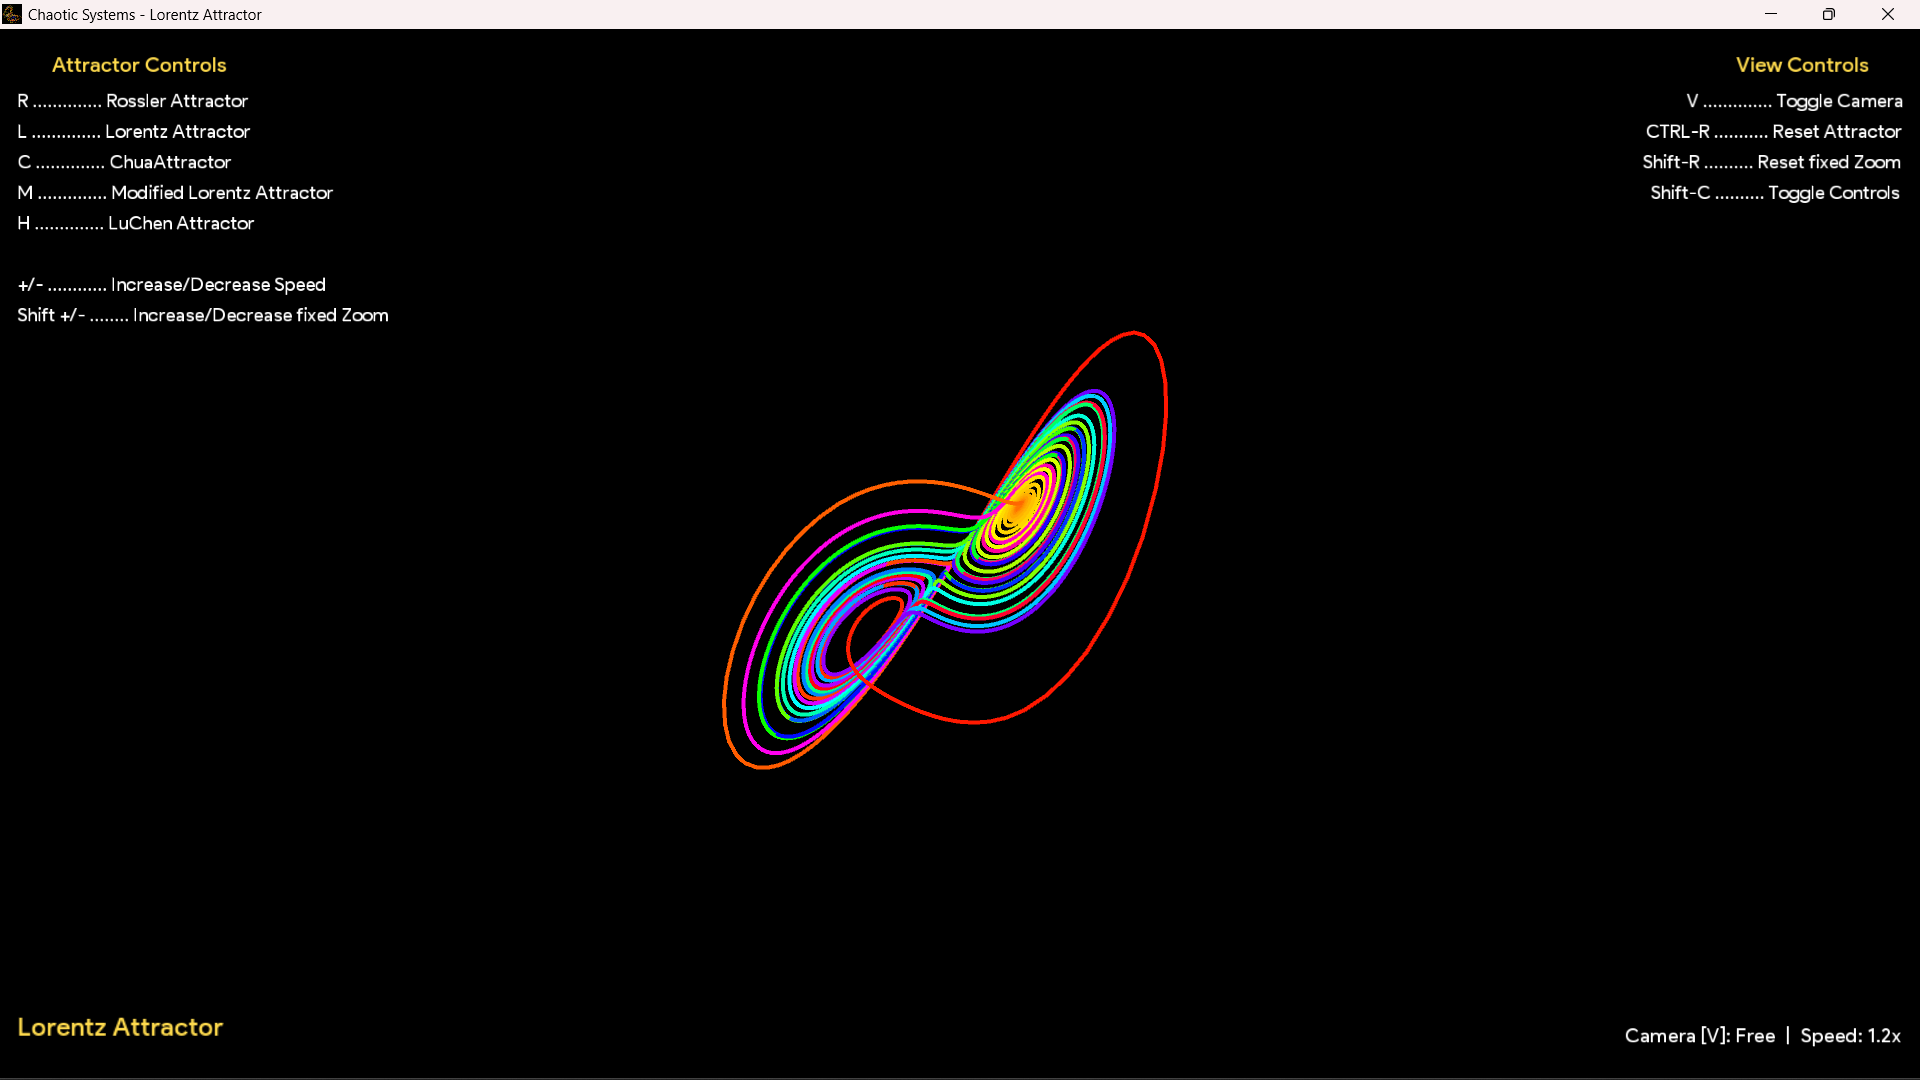 Chaotic Systems - Lorentz Attractor
Attractor Controls
R .............. Rossler Attractor
L .............. Lorentz Attractor
C .............. ChuaAttractor
M .............. Modified Lorentz Attractor
H .............. LuChen Attractor
+/- ............ Increase/Decrease Speed
Shift +/- ........ Increase/Decrease fixed Zoom
View Controls
V .............. Toggle Camera
CTRL-R ........... Reset Attractor
Shift-R .......... Reset fixed Zoom
Shift-C .......... Toggle Controls
Lorentz Attractor
Camera [V]: Free | Speed: 1.2x